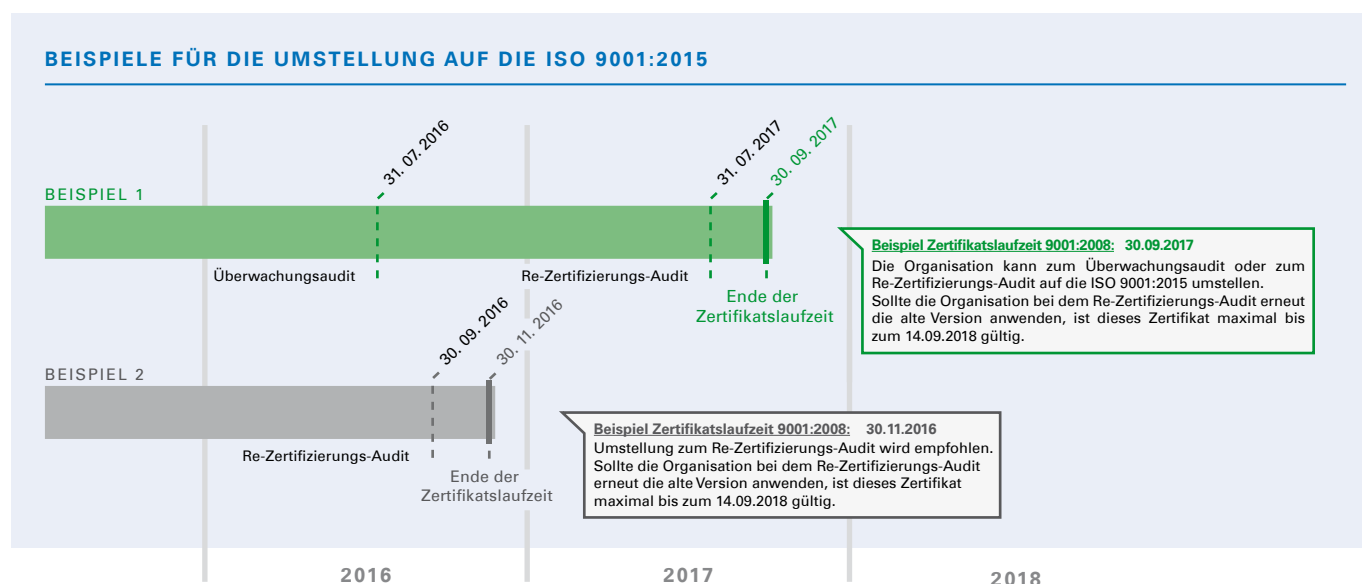 BEISPIELE FÜR DIE UMSTELLUNG AUF DIE ISO 9001:2015
31. 07. 2016
31. 07. 2017
30. 09. 2017
BEISPIEL 1
Überwachungsaudit
Re-Zertifizierungs-Audit
Ende der
Zertifikatslaufzeit
Beispiel Zertifikatslaufzeit 9001:2008: 30.09.2017
Die Organisation kann zum Überwachungsaudit oder zum
Re-Zertifizierungs-Audit auf die ISO 9001:2015 umstellen.
Sollte die Organisation bei dem Re-Zertifizierungs-Audit erneut
die alte Version anwenden, ist dieses Zertifikat maximal bis
zum 14.09.2018 gültig.
30. 09. 2016
30. 11. 2016
BEISPIEL 2
Re-Zertifizierungs-Audit
Ende der
Zertifikatslaufzeit
Beispiel Zertifikatslaufzeit 9001:2008: 30.11.2016
Umstellung zum Re-Zertifizierungs-Audit wird empfohlen.
Sollte die Organisation bei dem Re-Zertifizierungs-Audit
erneut die alte Version anwenden, ist dieses Zertifikat
maximal bis zum 14.09.2018 gültig.
2016
2017
2018